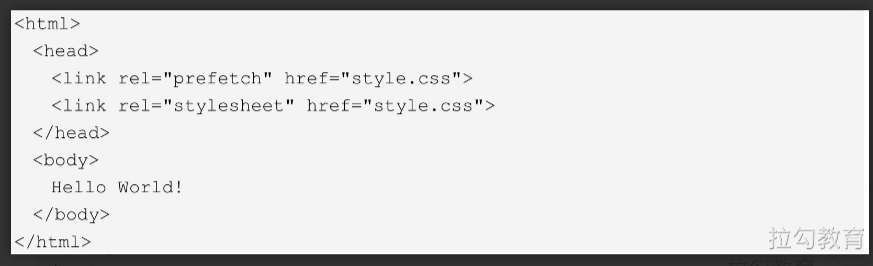 <html>
  <head>
    <link rel="prefetch" href="style.css">
    <link rel="stylesheet" href="style.css">
  </head>
  <body>
    Hello World!
  </body>
</html>
拉勾教育